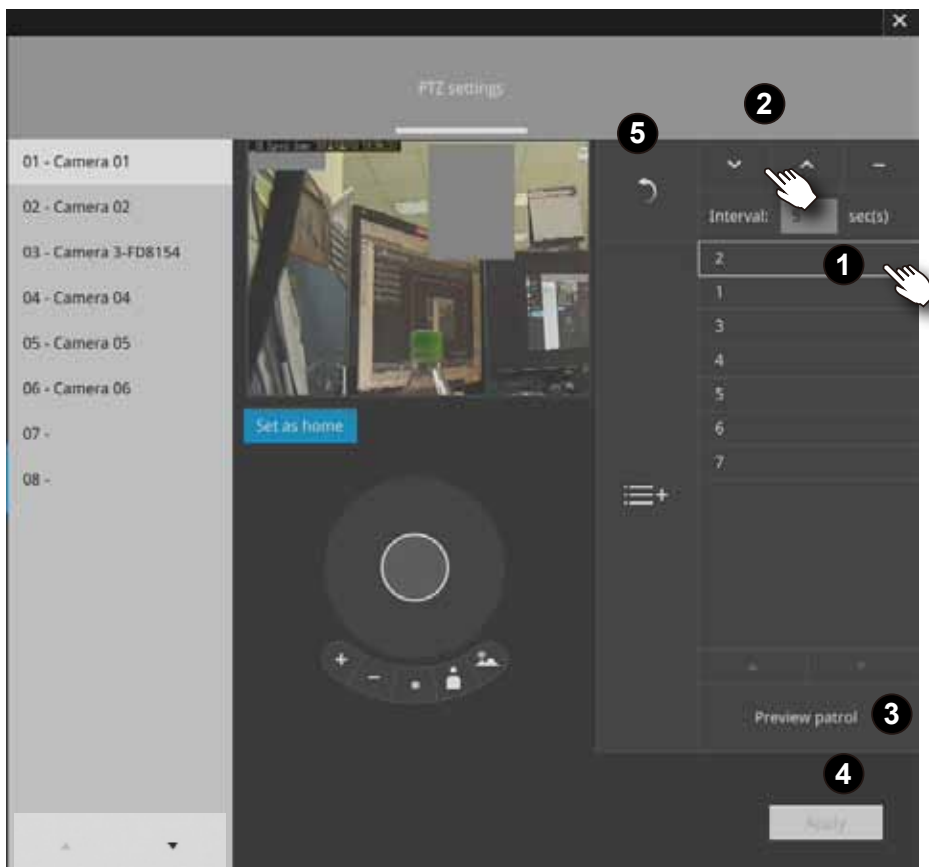 PTZ settings
2
5
01 - Camera 01
02 - Camera 02
03 - Camera 3-FD8154
04 - Camera 04
05 - Camera 05
06 - Camera 06
07 -
08 -
Set as home
Interval: 5 sec(s)
2
1
1
3
4
5
6
7
Preview patrol
3
4
Apply